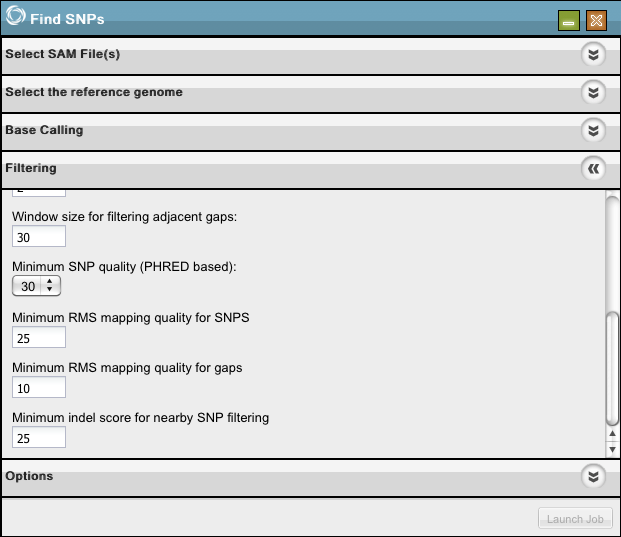 Find SNPs
Select SAM File(s)
Select the reference genome
Base Calling
Filtering
Window size for filtering adjacent gaps:
30
Minimum SNP quality (PHRED based):
30
Minimum RMS mapping quality for SNPS
25
Minimum RMS mapping quality for gaps
10
Minimum indel score for nearby SNP filtering
25
Options
Launch Job